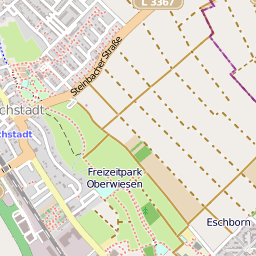 L 3367
Steinbacher Straße
chstadt
chstadt
Freizeitpark
Oberwiesen
Eschborn